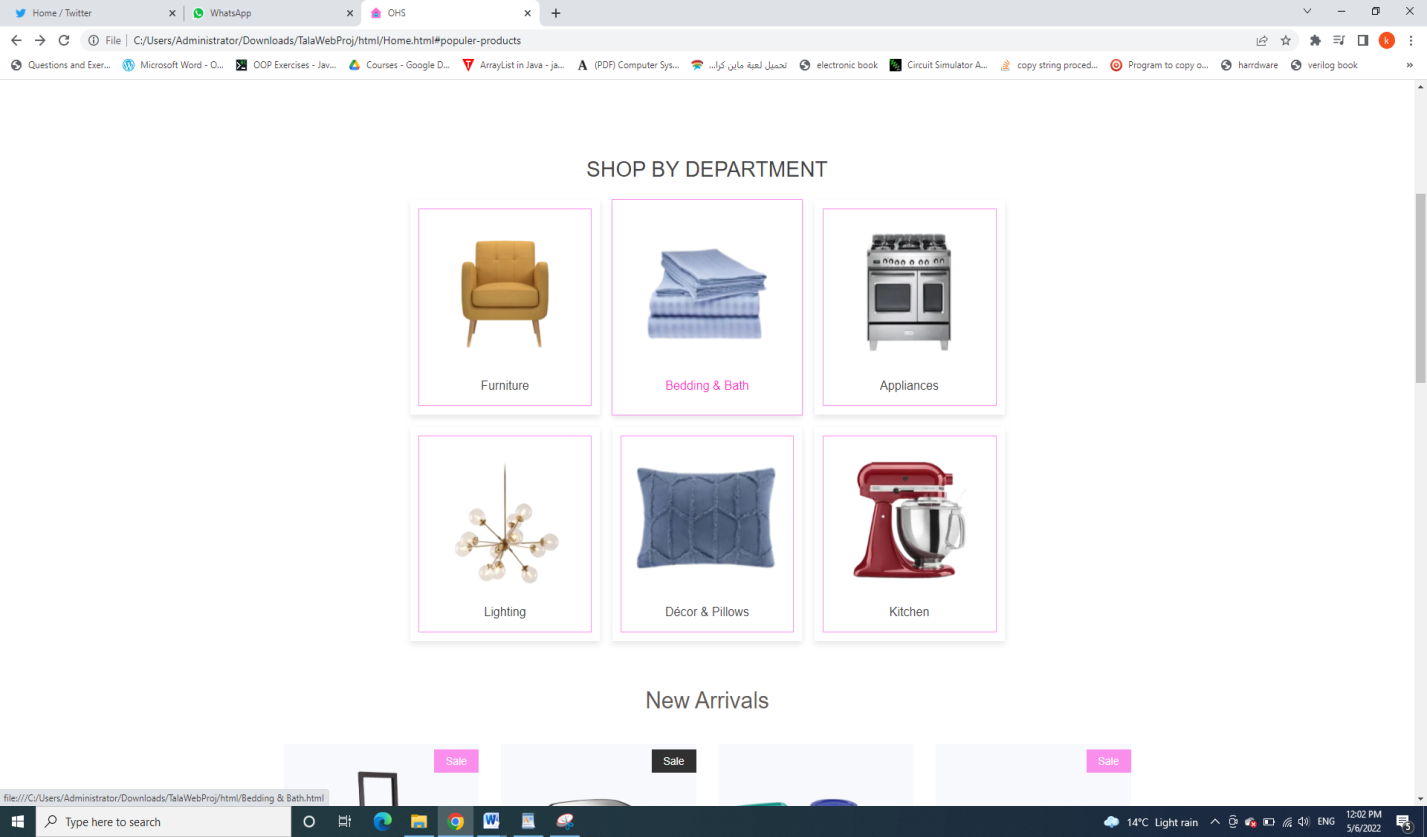 Home / Twitter
WhatsApp
OHS
File
C:/Users/Administrator/Downloads/TalaWebProj/html/Home.html#populer-products
k
Questions and Exer...
Microsoft Word - O...
OOP Exercises - Jav...
Courses - Google D...
ArrayList in Java - ja...
(PDF) Computer Sys...
تحميل لعبة ماين كرا...
electronic book
Circuit Simulator A...
copy string proced...
Program to copy o...
harrdware
verilog book
»
SHOP BY DEPARTMENT
Furniture
Bedding & Bath
Appliances
Lighting
Décor & Pillows
Kitchen
New Arrivals
Sale
Sale
Sale
file:///C:/Users/Administrator/Downloads/TalaWebProj/html/Bedding & Bath.html
Type here to search
14°C Light rain
ENG
12:02 PM
5/6/2022
5